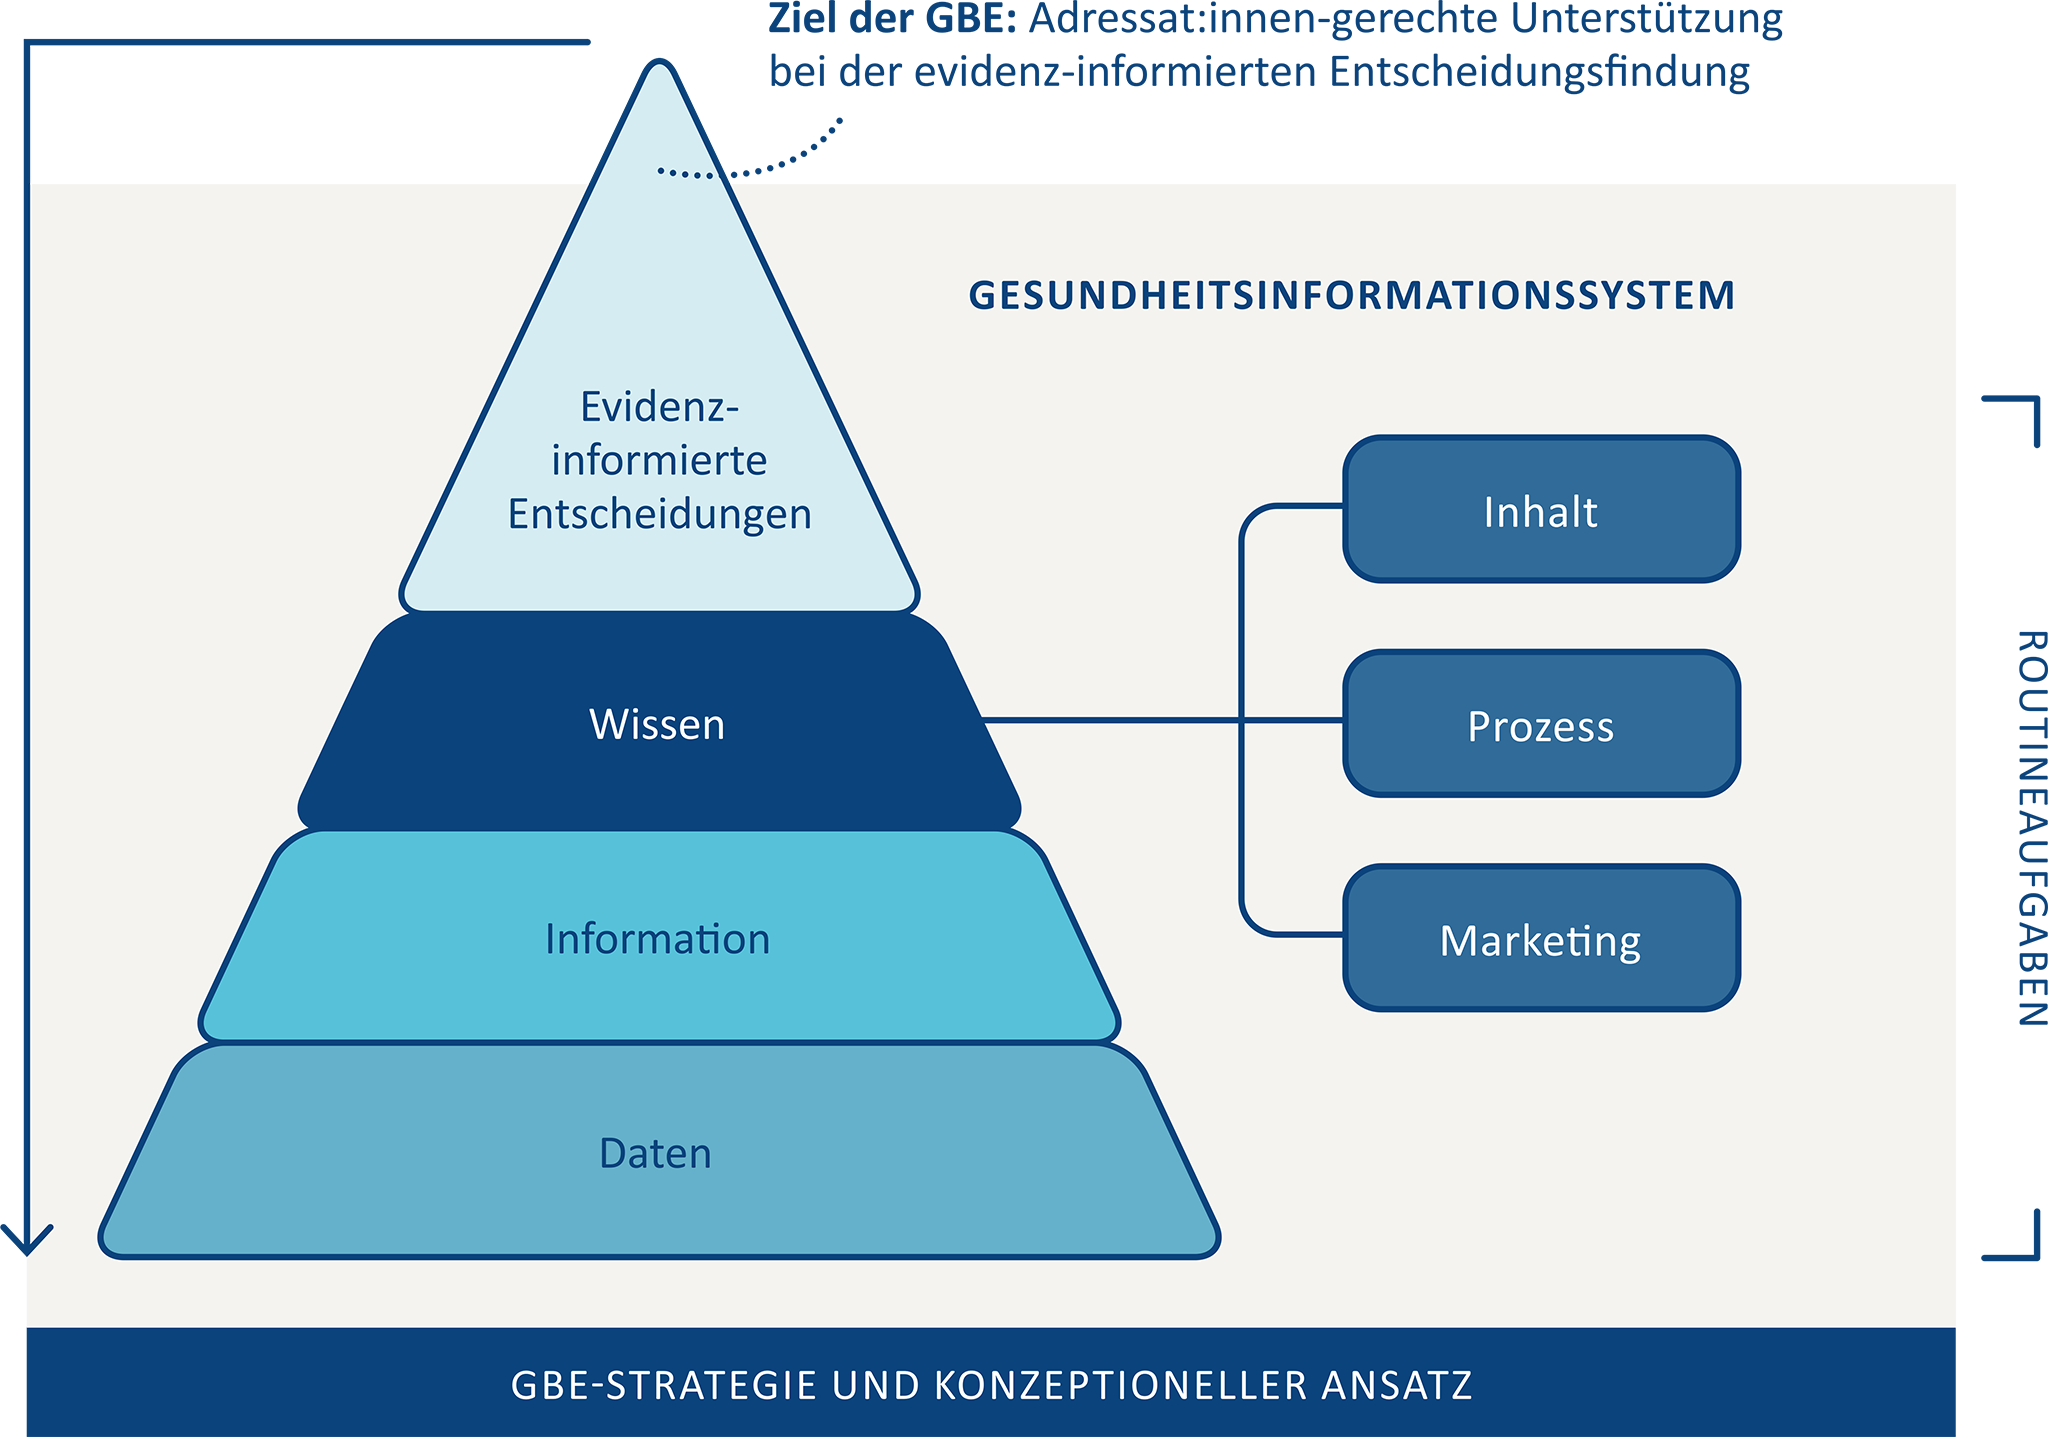 Ziel der GBE: Adressat:innen-gerechte Unterstützung
bei der evidenz-informierten Entscheidungsfindung
GESUNDHEITSINFORMATIONSSYSTEM
Evidenz-
informierte
Entscheidungen
Wissen
Information
Daten
Inhalt
Prozess
Marketing
ROUTINEAUFGABEN
GBE-STRATEGIE UND KONZEPTIONELLER ANSATZ